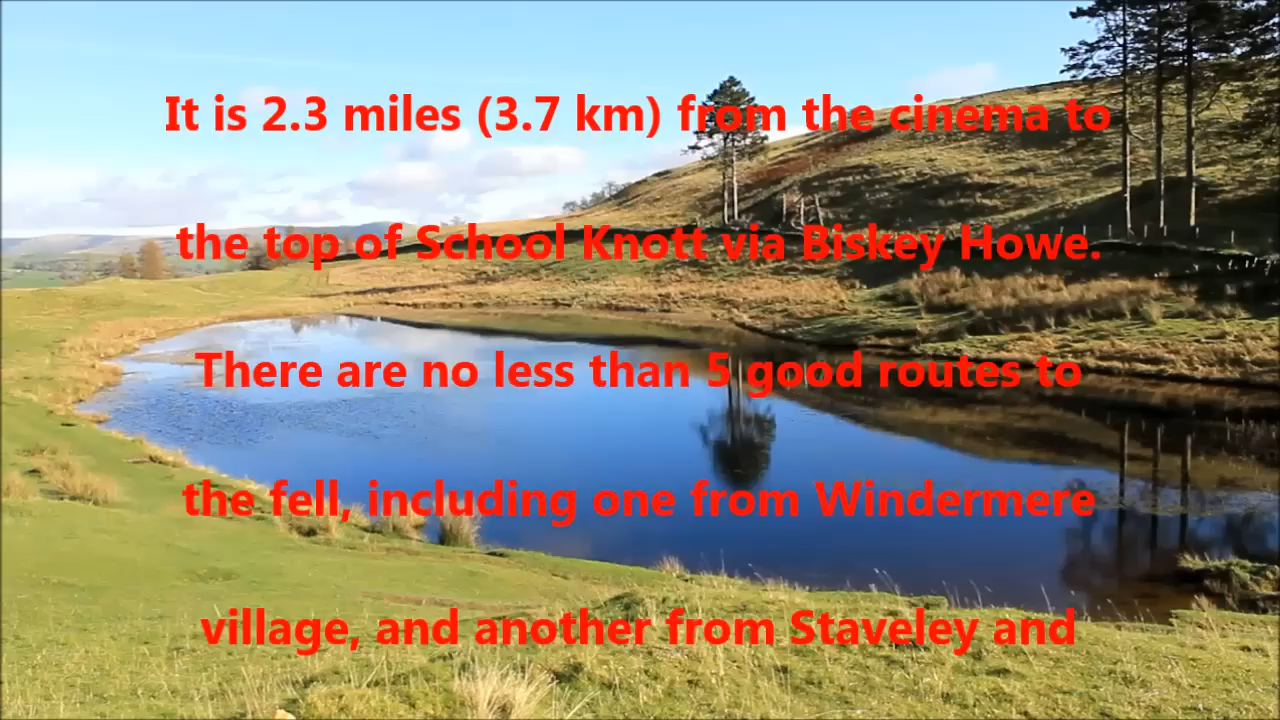 It is 2.3 miles (3.7 km) from the cinema to
the top of School Knott via Biskey Howe.
There are no less than 5 good routes to
the fell, including one from Windermere
village, and another from Staveley and